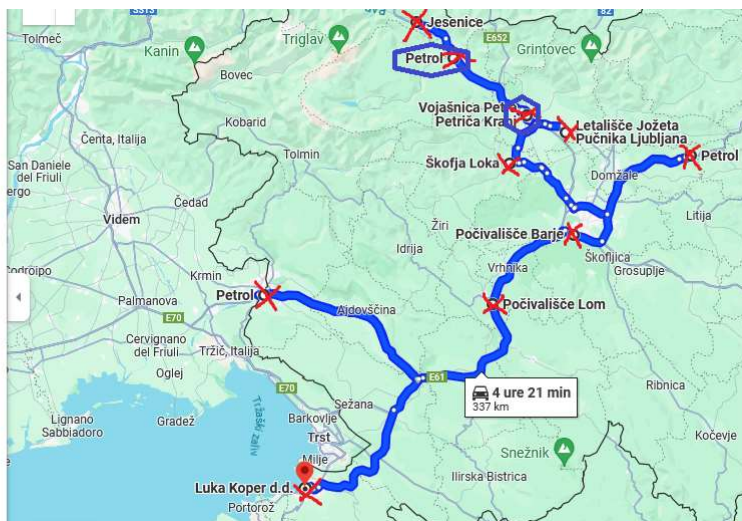 Tolmeč
Kanin
Triglav
Jesenice
E652
Grintovec
Bovec
Petrol
Vojašnica Petra
Petriča Kranj
Letališče Jožeta
Pučnika Ljubljana
Kobarid
Čenta, Italija
Tolmin
Škofja Loka
Petrol
San Daniele
del Friuli
Domžale
Čedad
Litija
Videm
Žiri
Idrija
Počivališče Barje
Škofljica
Vrhnika
Grosuplje
Codroipo
Krmin
Petrol
Palmanova
Ajdovščina
Počivališče Lom
E70
Cervignano
del Friuli
Tržič, Italija
Oglej
E70
E61
4 ure 21 min
337 km
Ribnica
Sežana
Tržaški zaliv
Barkovlje
Lignano
Sabbiadoro
Gradež
Trst
Milje
Snežnik
Kočevje
Luka Koper d.d.
Ilirska Bistrica
Portorož